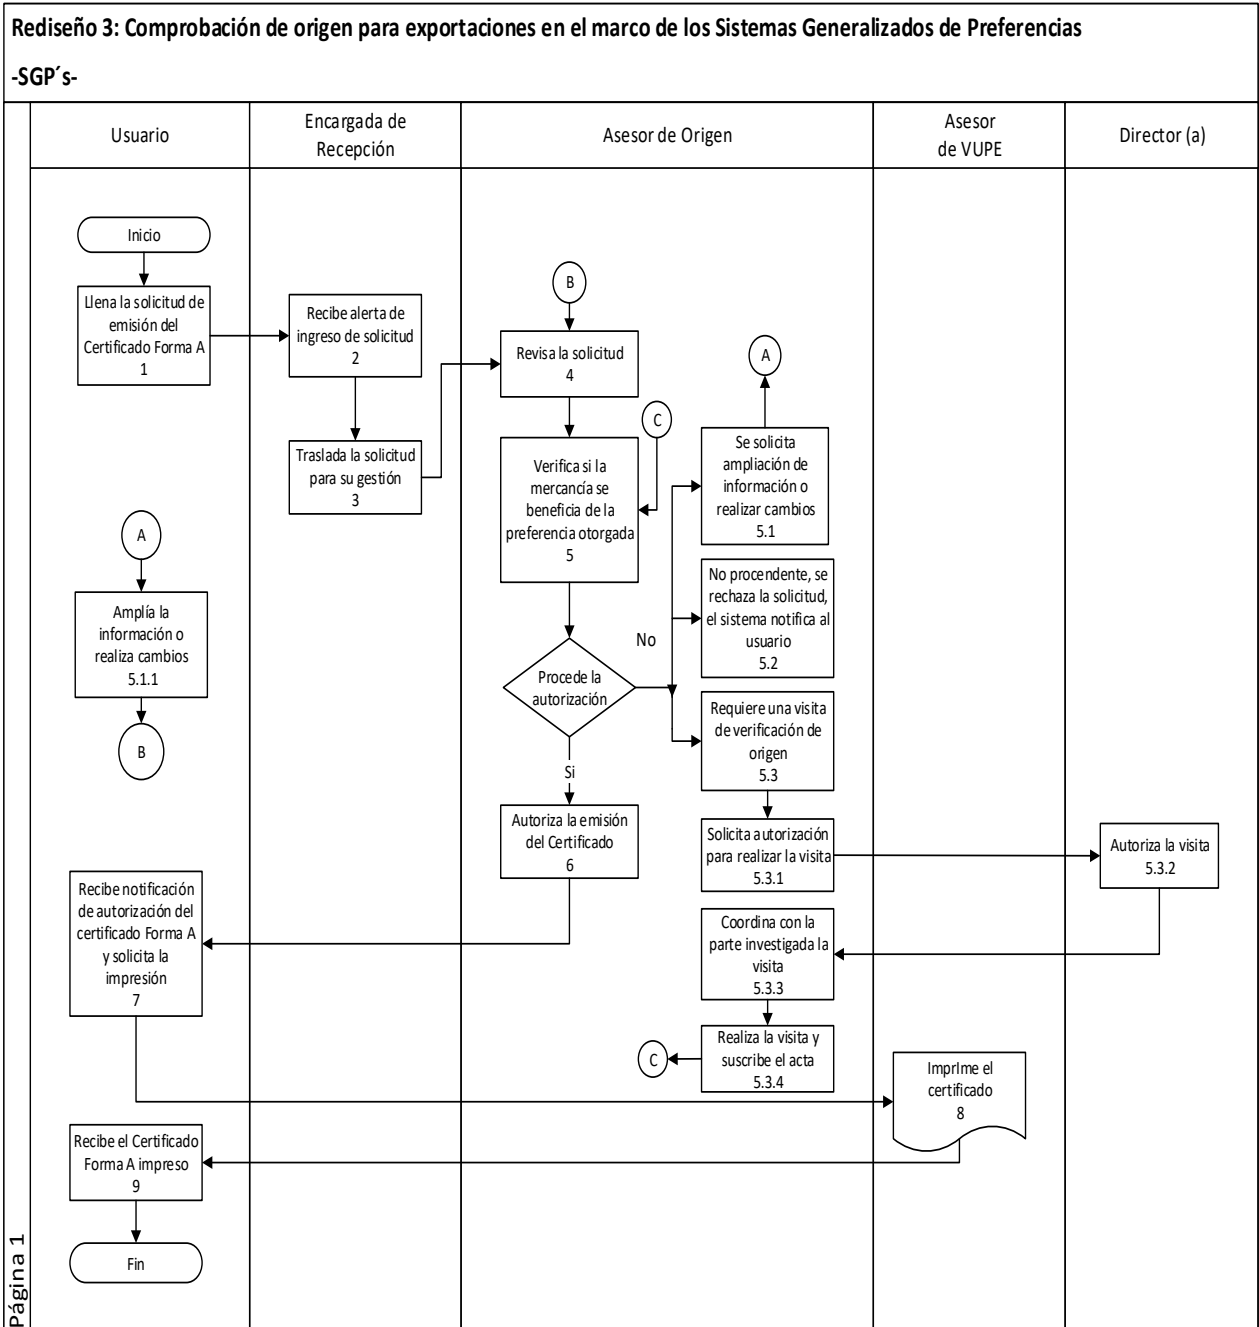 Rediseño 3: Comprobación de origen para exportaciones en el marco de los Sistemas Generalizados de Preferencias
-SGP´s-
Usuario
Encargada de
Recepción
Asesor de Origen
Asesor
de VUPE
Director (a)
Inicio
Llena la solicitud de
emisión del
Certificado Forma A
1
Recibe alerta de
ingreso de solicitud
2
Traslada la solicitud
para su gestión
3
B
Revisa la solicitud
4
A
C
Verifica si la
mercancía se
beneficia de la
preferencia otorgada
5
Se solicita
ampliación de
información o
realizar cambios
5.1
A
Amplía la
información o
realiza cambios
5.1.1
B
No procendente, se
rechaza la solicitud,
el sistema notifica al
usuario
5.2
No
Procede la
autorización
Requiere una visita
de verificación de
origen
5.3
Si
Autoriza la emisión
del Certificado
6
Solicita autorización
para realizar la visita
5.3.1
Autoriza la visita
5.3.2
Recibe notificación
de autorización del
certificado Forma A
y solicita la
impresión
7
Coordina con la
parte investigada la
visita
5.3.3
Realiza la visita y
suscribe el acta
5.3.4
C
ImprIme el
certificado
8
Recibe el Certificado
Forma A impreso
9
Fin
Página 1